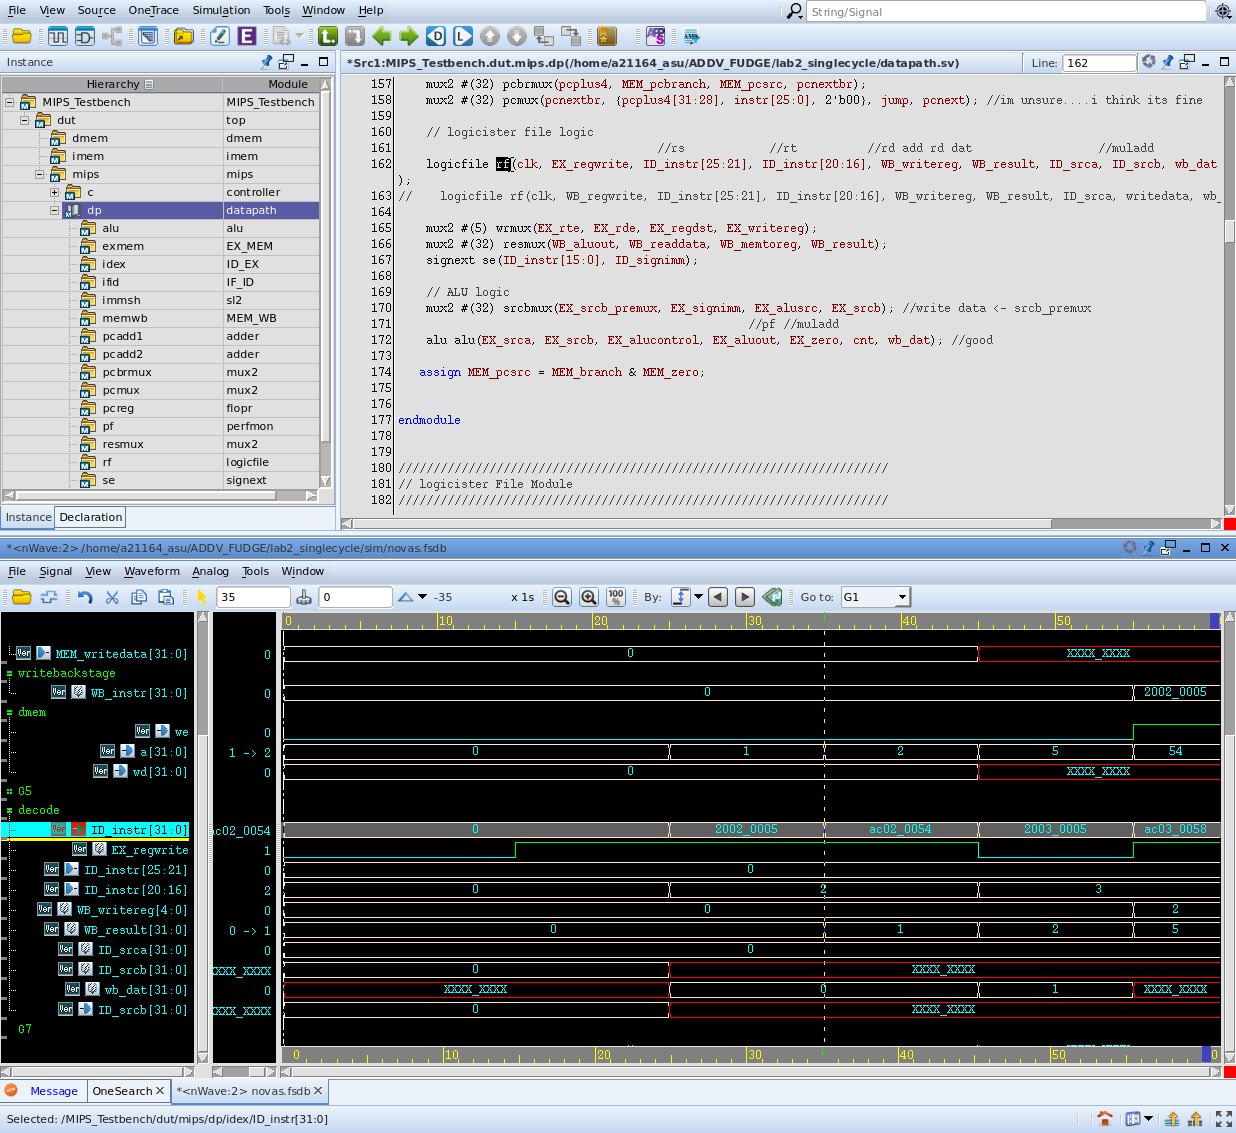 File View Source OneTrace Simulation Tools Window Help
String/Signal
Instance
*Src1:MIPS_Testbench.dut.mips.dp(/home/a21164_asu/ADDV_FUDGE/lab2_singlecycle/datapath.sv)
Line: 162
Hierarchy Module
MIPS_Testbench MIPS_Testbench
dut top
dmem dmem
imem imem
mips mips
c controller
dp datapath
alu alu
exmem EX_MEM
idex ID_EX
ifid IF_ID
immsh sl2
memwb MEM_WB
pcadd1 adder
pcadd2 adder
pcbrmux mux2
pcmux mux2
pcreg flopr
pf perfmon
resmux mux2
rf logicfile
se signext
Instance Declaration
157 mux2 #(32) pcbrmux(pcplus4, MEM_pcbranch, MEM_pcsrc, pcnextbr);
158 mux2 #(32) pcmux(pcnextbr, {pcplus4[31:28], instr[25:0], 2'b00}, jump, pcnext); //im unsure....i think its fine
159
160 // logicister file logic
161 //rs //rt //rd add rd dat //muladd
162 logicfile rf(clk, EX_regwrite, ID_instr[25:21], ID_instr[20:16], WB_writereg, WB_result, ID_srca, ID_srcb, wb_dat
);
163 // logicfile rf(clk, WB_regwrite, ID_instr[25:21], ID_instr[20:16], WB_writereg, WB_result, ID_srca, writedata, wb_
164
165 mux2 #(5) wrmux(EX_rte, EX_rde, EX_regdst, EX_writereg);
166 mux2 #(32) resmux(WB_aluout, WB_readdata, WB_memtoreg, WB_result);
167 signext se(ID_instr[15:0], ID_signimm);
168
169 // ALU logic
170 mux2 #(32) srcbmux(EX_srcb_premux, EX_signimm, EX_alusrc, EX_srcb); //write data <- srcb_premux
171 //pf //muladd
172 alu alu(EX_srca, EX_srcb, EX_alucontrol, EX_aluout, EX_zero, cnt, wb_dat); //good
173
174 assign MEM_pcsrc = MEM_branch & MEM_zero;
175
176
177 endmodule
178
179
180 //////////////////////////////////////////////////////////////////////
181 // logicister File Module
182 //////////////////////////////////////////////////////////////////////
*<nWave:2> /home/a21164_asu/ADDV_FUDGE/lab2_singlecycle/sim/novas.fsdb
File Signal View Waveform Analog Tools Window
35 0 -35 x 1s 100 % By: Go to: G1
0 10 20 30 40 50
MEM_writedata[31:0] 0 0 XXXX_XXXX
writebackstage
WB_instr[31:0] 0 0 2002_0005
dmem
we 0
a[31:0] 1 -> 2 0 1 2 5 54
wd[31:0] 0 0 XXXX_XXXX
G5
decode
ID_instr[31:0] ac02_0054 0 2002_0005 ac02_0054 2003_0005 ac03_0058
EX_regwrite 1
ID_instr[25:21] 0 0
ID_instr[20:16] 2 0 2 3
WB_writereg[4:0] 0 0 2
WB_result[31:0] 0 -> 1 0 1 2 5
ID_srca[31:0] 0 0
ID_srcb[31:0] XXXX_XXXX 0 XXXX_XXXX
wb_dat[31:0] 0 XXXX_XXXX 0 1 XXXX_XXXX
ID_srcb[31:0] XXXX_XXXX 0 XXXX_XXXX
G7
0 10 20 30 40 50 0
Message OneSearch *<nWave:2> novas.fsdb
Selected: /MIPS_Testbench/dut/mips/dp/idex/ID_instr[31:0]